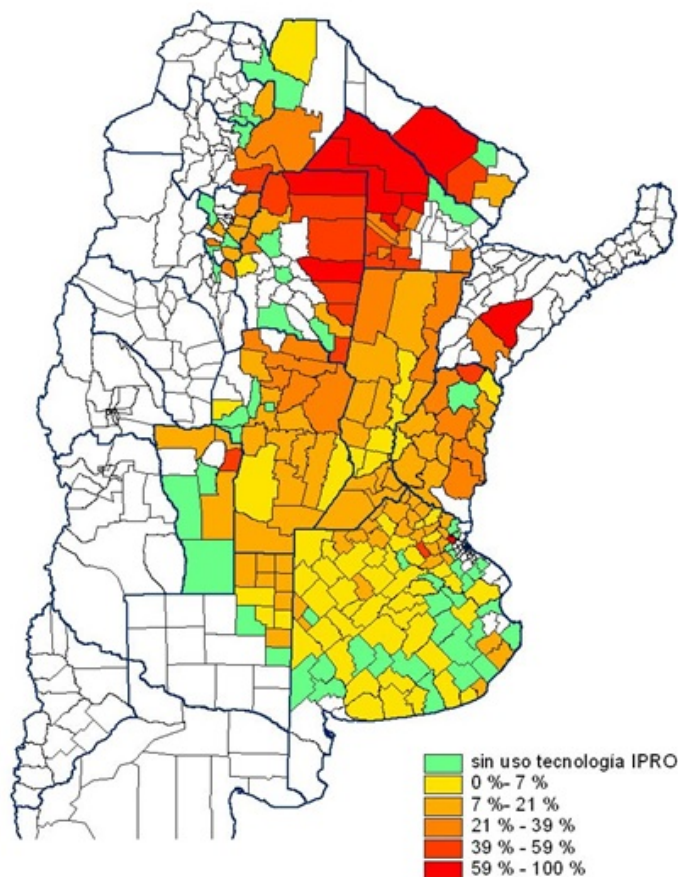 sin uso tecnología IPRO
0 %- 7 %
7 %- 21 %
21 % - 39 %
39 % - 59 %
59 % - 100 %